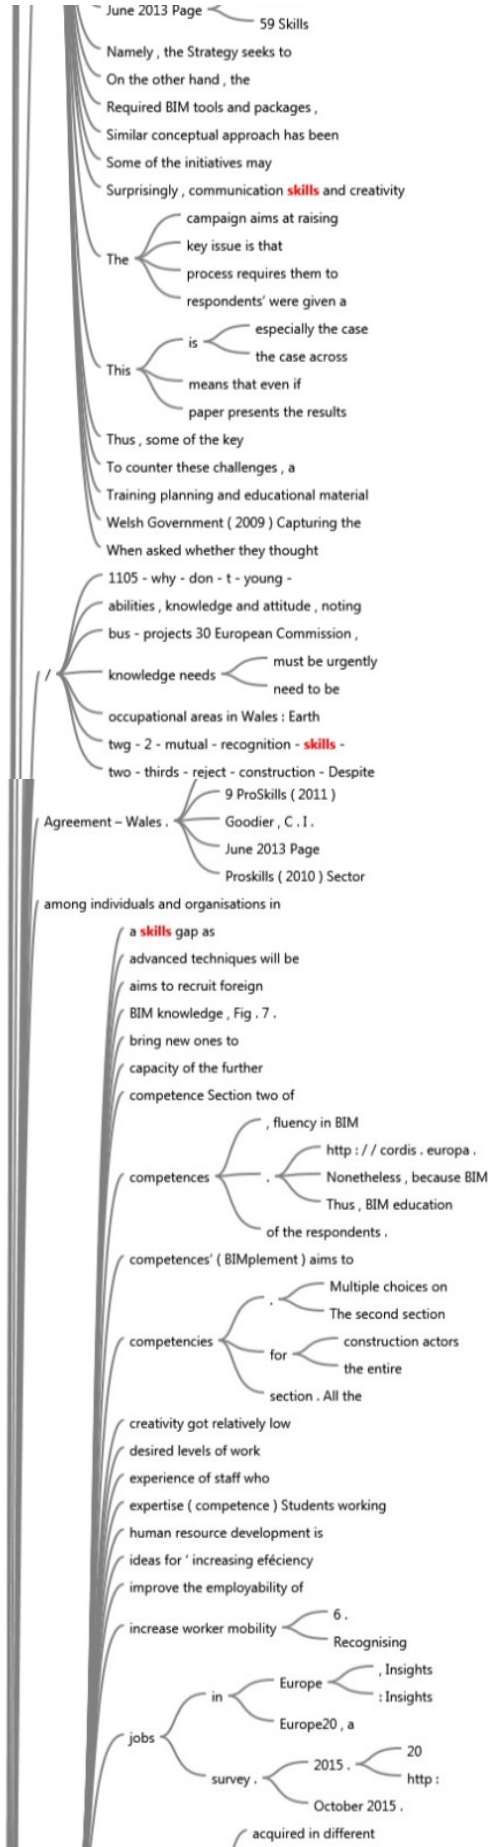 June 2013 Page
59 Skills
Namely , the Strategy seeks to
On the other hand , the
Required BIM tools and packages ,
Similar conceptual approach has been
Some of the initiatives may
Surprisingly , communication skills and creativity
The
campaign aims at raising
key issue is that
process requires them to
respondents' were given a
This
is
especially the case
the case across
means that even if
paper presents the results
Thus , some of the key
To counter these challenges , a
Training planning and educational material
Welsh Government ( 2009 ) Capturing the
When asked whether they thought
/
1105 - why - don - t - young -
abilities , knowledge and attitude , noting
bus - projects 30 European Commission ,
knowledge needs
must be urgently
need to be
occupational areas in Wales : Earth
twg - 2 - mutual - recognition - skills -
two - thirds - reject - construction - Despite
Agreement – Wales .
9 ProSkills ( 2011 )
Goodier , C . I .
June 2013 Page
Proskills ( 2010 ) Sector
among individuals and organisations in
a skills gap as
advanced techniques will be
aims to recruit foreign
BIM knowledge , Fig . 7 .
bring new ones to
capacity of the further
competence Section two of
competences
, fluency in BIM
.
http : / / cordis . europa .
Nonetheless , because BIM
Thus , BIM education
of the respondents .
competences' ( BIMplement ) aims to
competencies
.
Multiple choices on
The second section
for
construction actors
the entire
section . All the
creativity got relatively low
desired levels of work
experience of staff who
expertise ( competence ) Students working
human resource development is
ideas for ' increasing eféciency
improve the employability of
increase worker mobility
6 .
Recognising
jobs
in
Europe
, Insights
: Insights
Europe20 , a
survey .
2015 .
20
http :
October 2015 .
acquired in different